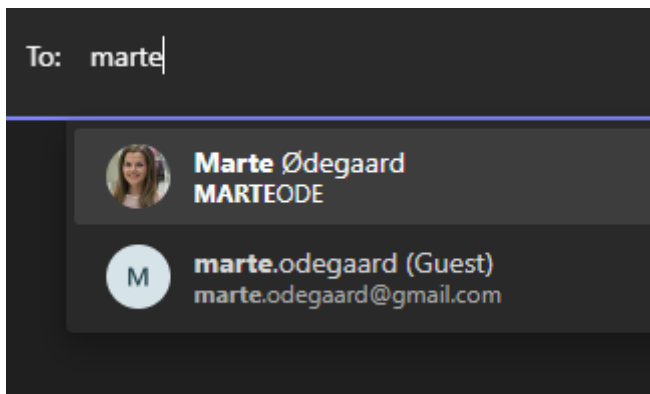 To: marte
Marte Ødegaard
MARTEODE
M
marte.odegaard (Guest)
marte.odegaard@gmail.com